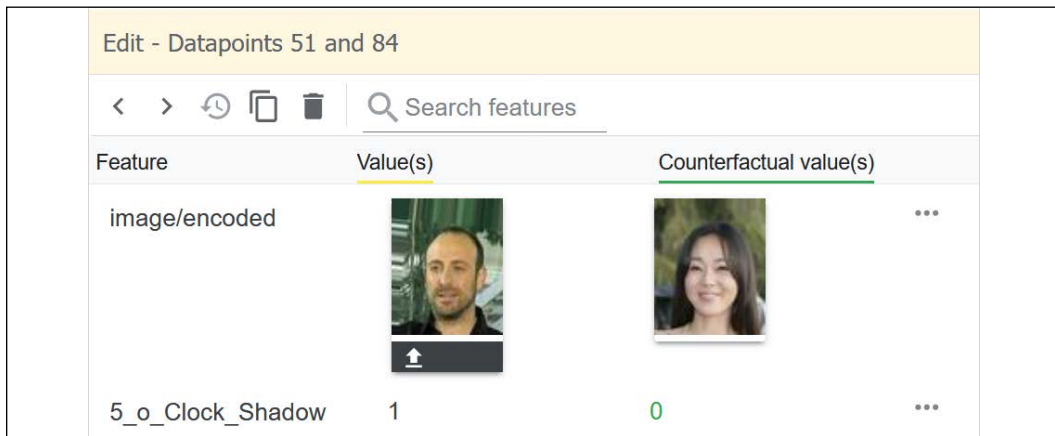 Edit - Datapoints 51 and 84
Search features
Feature Value(s) Counterfactual value(s)
image/encoded
5_o_Clock_Shadow 1 0